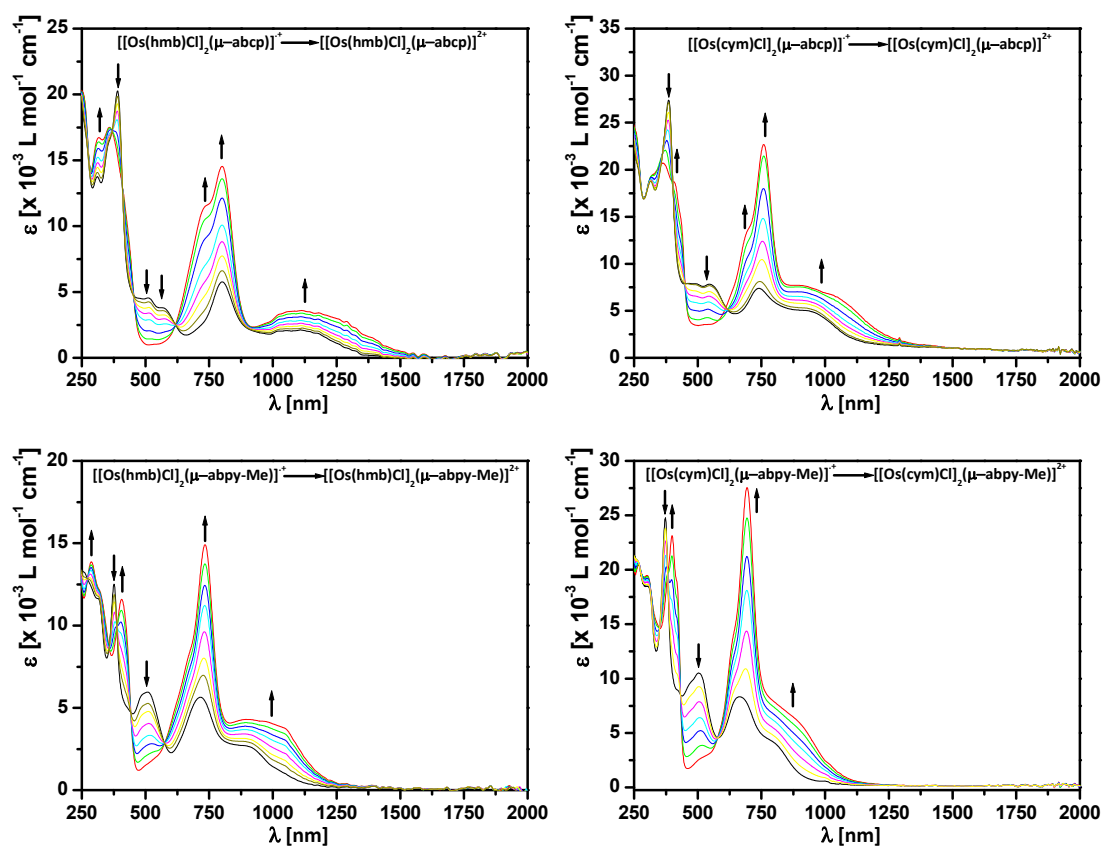 [[Os(hmb)Cl]₂(μ−abcp)]·⁺ → [[Os(hmb)Cl]₂(μ−abcp)]²⁺
ε [x 10⁻³ L mol⁻¹ cm⁻¹]
25
20
15
10
5
0
250 500 750 1000 1250 1500 1750 2000
λ [nm]
[[Os(cym)Cl]₂(μ−abcp)]·⁺ → [[Os(cym)Cl]₂(μ−abcp)]²⁺
ε [x 10⁻³ L mol⁻¹ cm⁻¹]
35
30
25
20
15
10
5
0
250 500 750 1000 1250 1500 1750 2000
λ [nm]
[[Os(hmb)Cl]₂(μ−abpy-Me)]·⁺ → [[Os(hmb)Cl]₂(μ−abpy-Me)]²⁺
ε [x 10⁻³ L mol⁻¹ cm⁻¹]
20
15
10
5
0
250 500 750 1000 1250 1500 1750 2000
λ [nm]
[[Os(cym)Cl]₂(μ−abpy-Me)]·⁺ → [[Os(cym)Cl]₂(μ−abpy-Me)]²⁺
ε [x 10⁻³ L mol⁻¹ cm⁻¹]
30
25
20
15
10
5
0
250 500 750 1000 1250 1500 1750 2000
λ [nm]